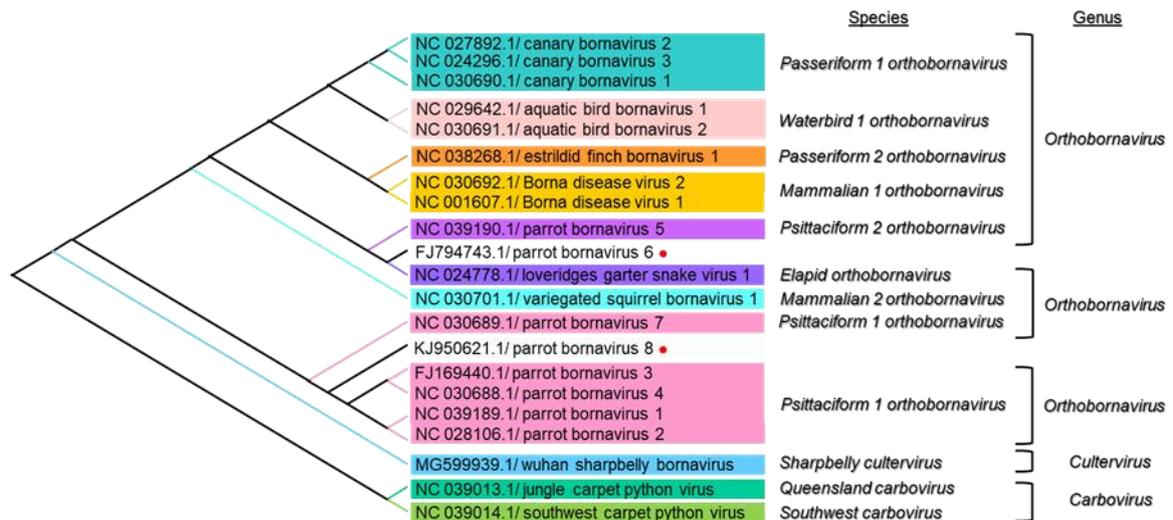 Species Genus
NC 027892.1/ canary bornavirus 2
NC 024296.1/ canary bornavirus 3
NC 030690.1/ canary bornavirus 1
Passeriform 1 orthobornavirus
NC 029642.1/ aquatic bird bornavirus 1
NC 030691.1/ aquatic bird bornavirus 2
Waterbird 1 orthobornavirus
Orthobornavirus
NC 038268.1/ estrildid finch bornavirus 1 Passeriform 2 orthobornavirus
NC 030692.1/ Borna disease virus 2
NC 001607.1/ Borna disease virus 1
Mammalian 1 orthobornavirus
NC 039190.1/ parrot bornavirus 5 Psittaciform 2 orthobornavirus
FJ794743.1/ parrot bornavirus 6
NC 024778.1/ loveridges garter snake virus 1 Elapid orthobornavirus
NC 030701.1/ variegated squirrel bornavirus 1 Mammalian 2 orthobornavirus
Orthobornavirus
NC 030689.1/ parrot bornavirus 7 Psittaciform 1 orthobornavirus
KJ950621.1/ parrot bornavirus 8
FJ169440.1/ parrot bornavirus 3
NC 030688.1/ parrot bornavirus 4
NC 039189.1/ parrot bornavirus 1
NC 028106.1/ parrot bornavirus 2
Psittaciform 1 orthobornavirus Orthobornavirus
MG599939.1/ wuhan sharpbelly bornavirus Sharpbelly cultervirus Cultervirus
NC 039013.1/ jungle carpet python virus Queensland carbovirus
NC 039014.1/ southwest carpet python virus Southwest carbovirus
Carbovirus